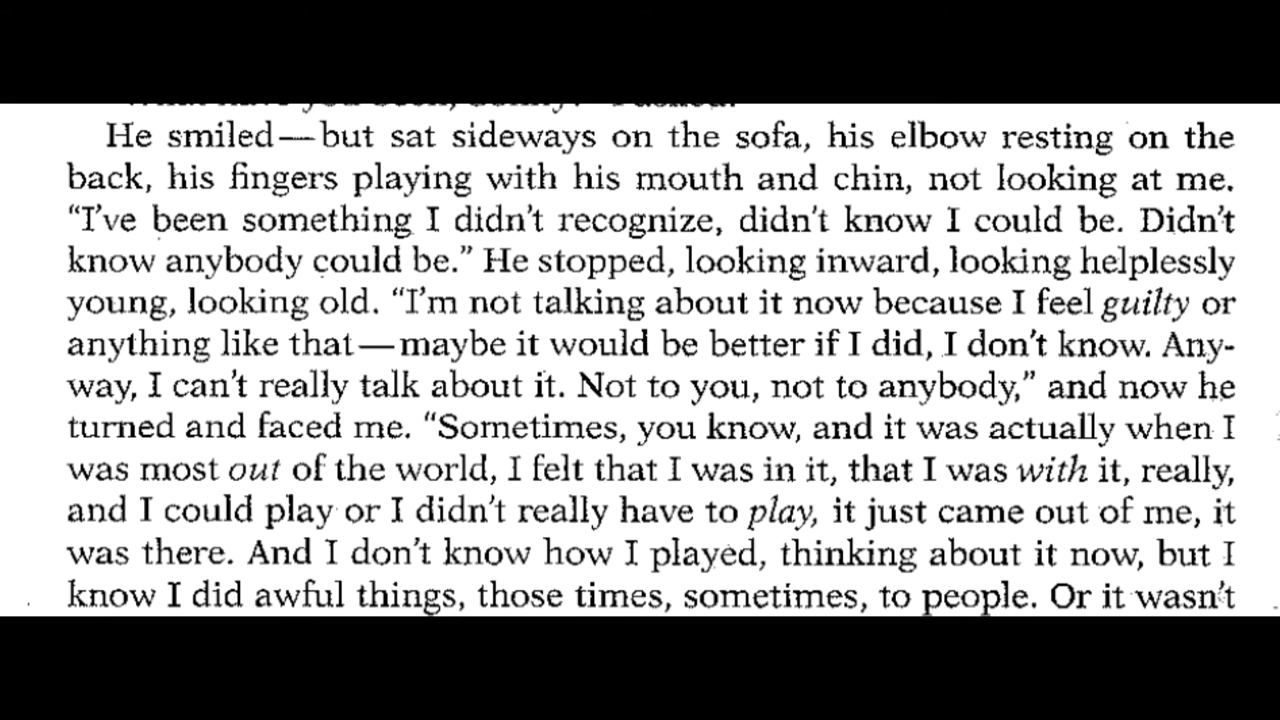 He smiled—but sat sideways on the sofa, his elbow resting on the
back, his fingers playing with his mouth and chin, not looking at me.
“I’ve been something I didn’t recognize, didn’t know I could be. Didn’t
know anybody could be.” He stopped, looking inward, looking helplessly
young, looking old. “I’m not talking about it now because I feel guilty or
anything like that—maybe it would be better if I did, I don’t know. Any-
way, I can’t really talk about it. Not to you, not to anybody,” and now he
turned and faced me. “Sometimes, you know, and it was actually when I
was most out of the world, I felt that I was in it, that I was with it, really,
and I could play or I didn’t really have to play, it just came out of me, it
was there. And I don’t know how I played, thinking about it now, but I
know I did awful things, those times, sometimes, to people. Or it wasn’t